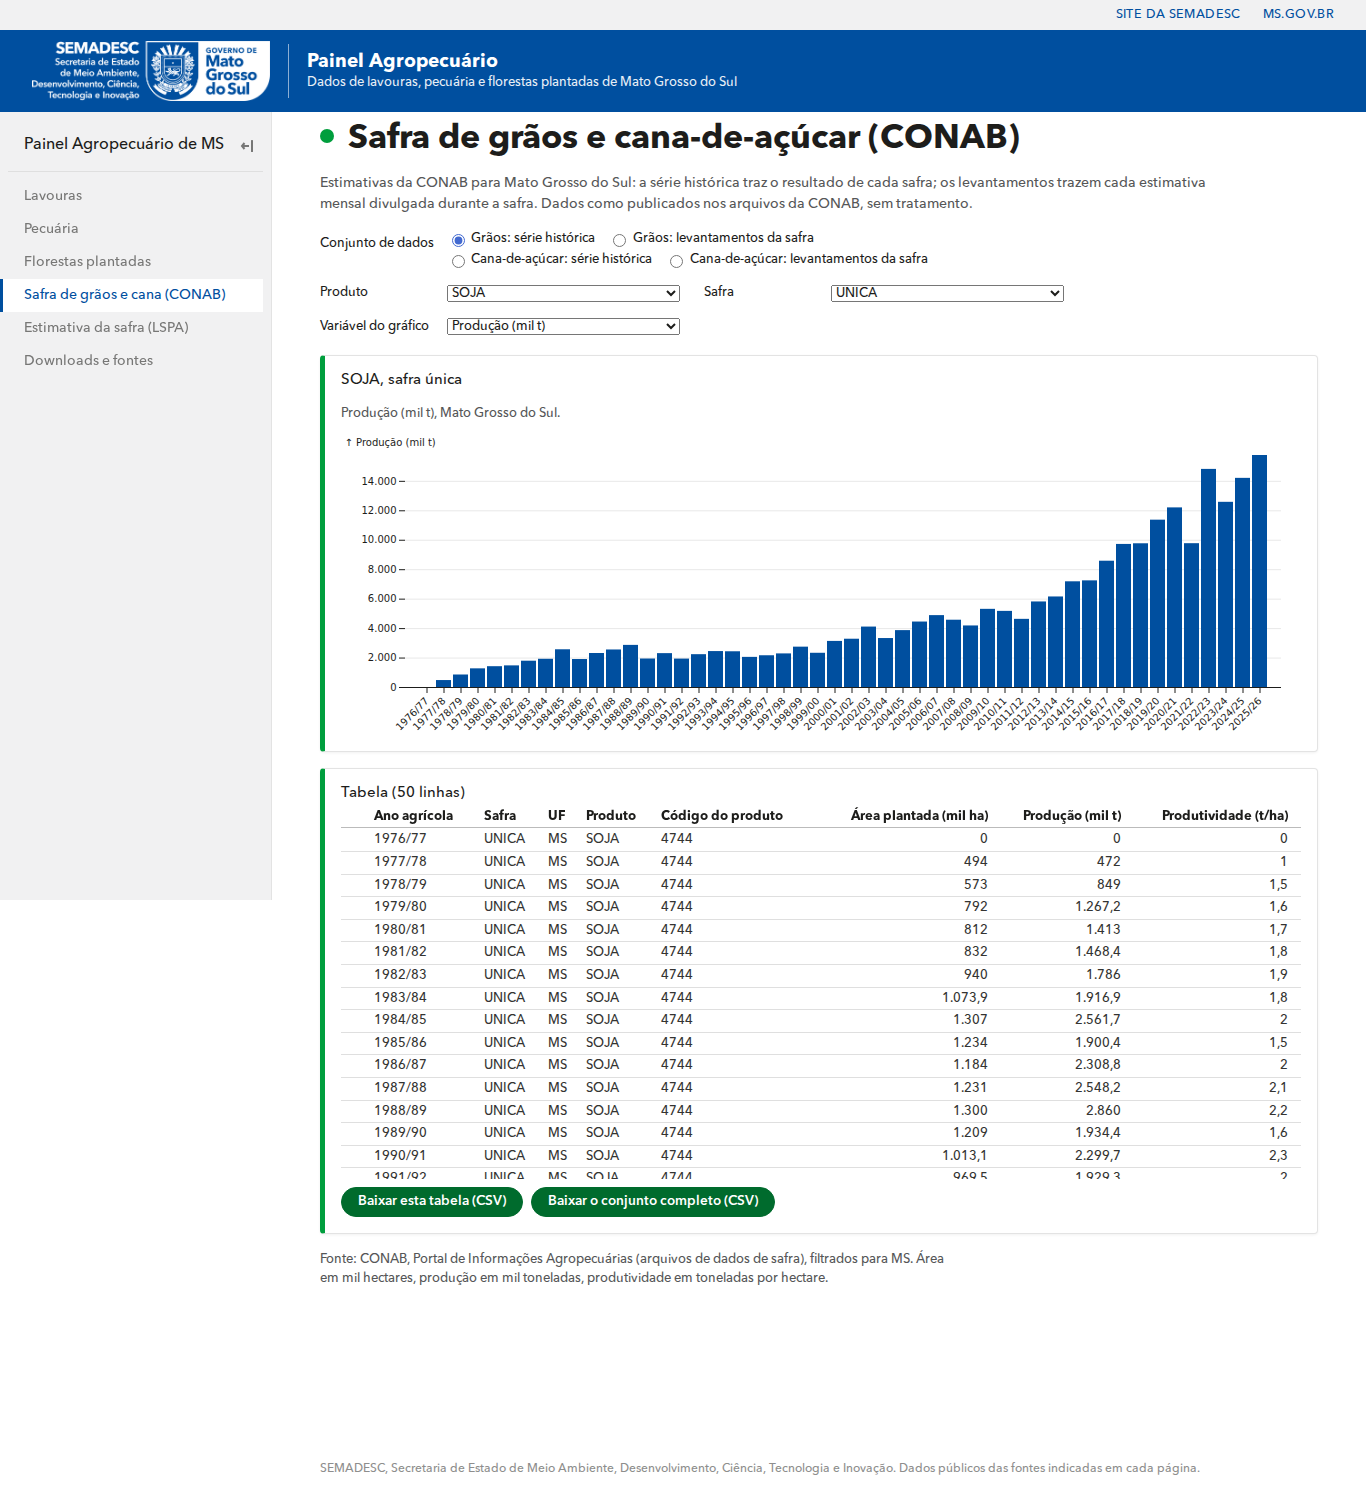 SITE DA SEMADESC MS.GOV.BR
SEMADESC
Secretaria de Estado
de Meio Ambiente,
Desenvolvimento, Ciência,
Tecnologia e Inovação
GOVERNO DE
Mato
Grosso
do Sul
Painel Agropecuário
Dados de lavouras, pecuária e florestas plantadas de Mato Grosso do Sul
Painel Agropecuário de MS
Lavouras
Pecuária
Florestas plantadas
Safra de grãos e cana (CONAB)
Estimativa da safra (LSPA)
Downloads e fontes
Safra de grãos e cana-de-açúcar (CONAB)
Estimativas da CONAB para Mato Grosso do Sul: a série histórica traz o resultado de cada safra; os levantamentos trazem cada estimativa
mensal divulgada durante a safra. Dados como publicados nos arquivos da CONAB, sem tratamento.
Conjunto de dados
Grãos: série histórica Grãos: levantamentos da safra
Cana-de-açúcar: série histórica Cana-de-açúcar: levantamentos da safra
Produto SOJA Safra UNICA
Variável do gráfico Produção (mil t)
SOJA, safra única
Produção (mil t), Mato Grosso do Sul.
↑ Produção (mil t)
14.000
12.000
10.000
8.000
6.000
4.000
2.000
0
1976/77 1977/78 1978/79 1979/80 1980/81 1981/82 1982/83 1983/84 1984/85 1985/86 1986/87 1987/88 1988/89 1989/90 1990/91 1991/92 1992/93 1993/94 1994/95 1995/96 1996/97 1997/98 1998/99 1999/00 2000/01 2001/02 2002/03 2003/04 2004/05 2005/06 2006/07 2007/08 2008/09 2009/10 2010/11 2011/12 2012/13 2013/14 2014/15 2015/16 2016/17 2017/18 2018/19 2019/20 2020/21 2021/22 2022/23 2023/24 2024/25 2025/26
Tabela (50 linhas)
Ano agrícola Safra UF Produto Código do produto Área plantada (mil ha) Produção (mil t) Produtividade (t/ha)
1976/77 UNICA MS SOJA 4744 0 0 0
1977/78 UNICA MS SOJA 4744 494 472 1
1978/79 UNICA MS SOJA 4744 573 849 1,5
1979/80 UNICA MS SOJA 4744 792 1.267,2 1,6
1980/81 UNICA MS SOJA 4744 812 1.413 1,7
1981/82 UNICA MS SOJA 4744 832 1.468,4 1,8
1982/83 UNICA MS SOJA 4744 940 1.786 1,9
1983/84 UNICA MS SOJA 4744 1.073,9 1.916,9 1,8
1984/85 UNICA MS SOJA 4744 1.307 2.561,7 2
1985/86 UNICA MS SOJA 4744 1.234 1.900,4 1,5
1986/87 UNICA MS SOJA 4744 1.184 2.308,8 2
1987/88 UNICA MS SOJA 4744 1.231 2.548,2 2,1
1988/89 UNICA MS SOJA 4744 1.300 2.860 2,2
1989/90 UNICA MS SOJA 4744 1.209 1.934,4 1,6
1990/91 UNICA MS SOJA 4744 1.013,1 2.299,7 2,3
1991/92 UNICA MS SOJA 4744 969,5 1.929,3 2
Baixar esta tabela (CSV) Baixar o conjunto completo (CSV)
Fonte: CONAB, Portal de Informações Agropecuárias (arquivos de dados de safra), filtrados para MS. Área
em mil hectares, produção em mil toneladas, produtividade em toneladas por hectare.
SEMADESC, Secretaria de Estado de Meio Ambiente, Desenvolvimento, Ciência, Tecnologia e Inovação. Dados públicos das fontes indicadas em cada página.